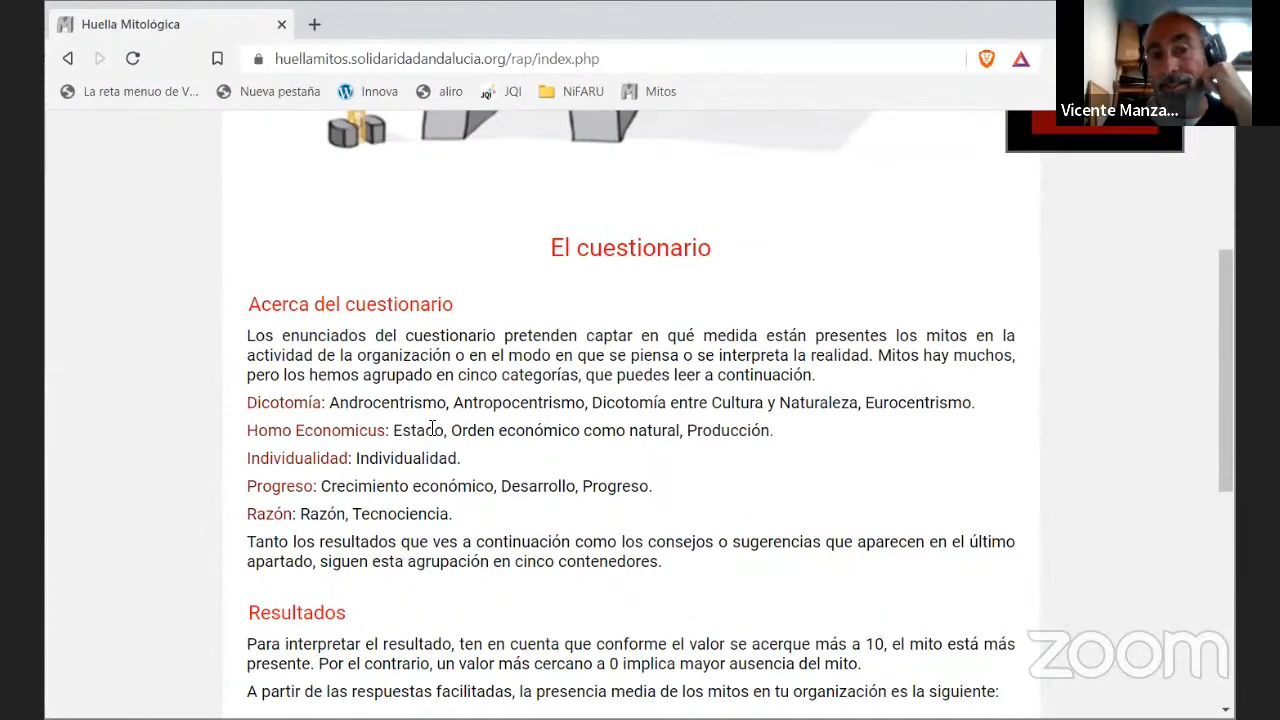 Huella Mitológica
huellamitos.solidaridadandalucia.org/rap/index.php
La reta menuo de V... Nueva pestaña Innova aliro JQI JQI NiFARU Mitos
Vicente Manza...
El cuestionario
Acerca del cuestionario
Los enunciados del cuestionario pretenden captar en qué medida están presentes los mitos en la
actividad de la organización o en el modo en que se piensa o se interpreta la realidad. Mitos hay muchos,
pero los hemos agrupado en cinco categorías, que puedes leer a continuación.
Dicotomía: Androcentrismo, Antropocentrismo, Dicotomía entre Cultura y Naturaleza, Eurocentrismo.
Homo Economicus: Estado, Orden económico como natural, Producción.
Individualidad: Individualidad.
Progreso: Crecimiento económico, Desarrollo, Progreso.
Razón: Razón, Tecnociencia.
Tanto los resultados que ves a continuación como los consejos o sugerencias que aparecen en el último
apartado, siguen esta agrupación en cinco contenedores.
Resultados
Para interpretar el resultado, ten en cuenta que conforme el valor se acerque más a 10, el mito está más
presente. Por el contrario, un valor más cercano a 0 implica mayor ausencia del mito.
A partir de las respuestas facilitadas, la presencia media de los mitos en tu organización es la siguiente:
zoom